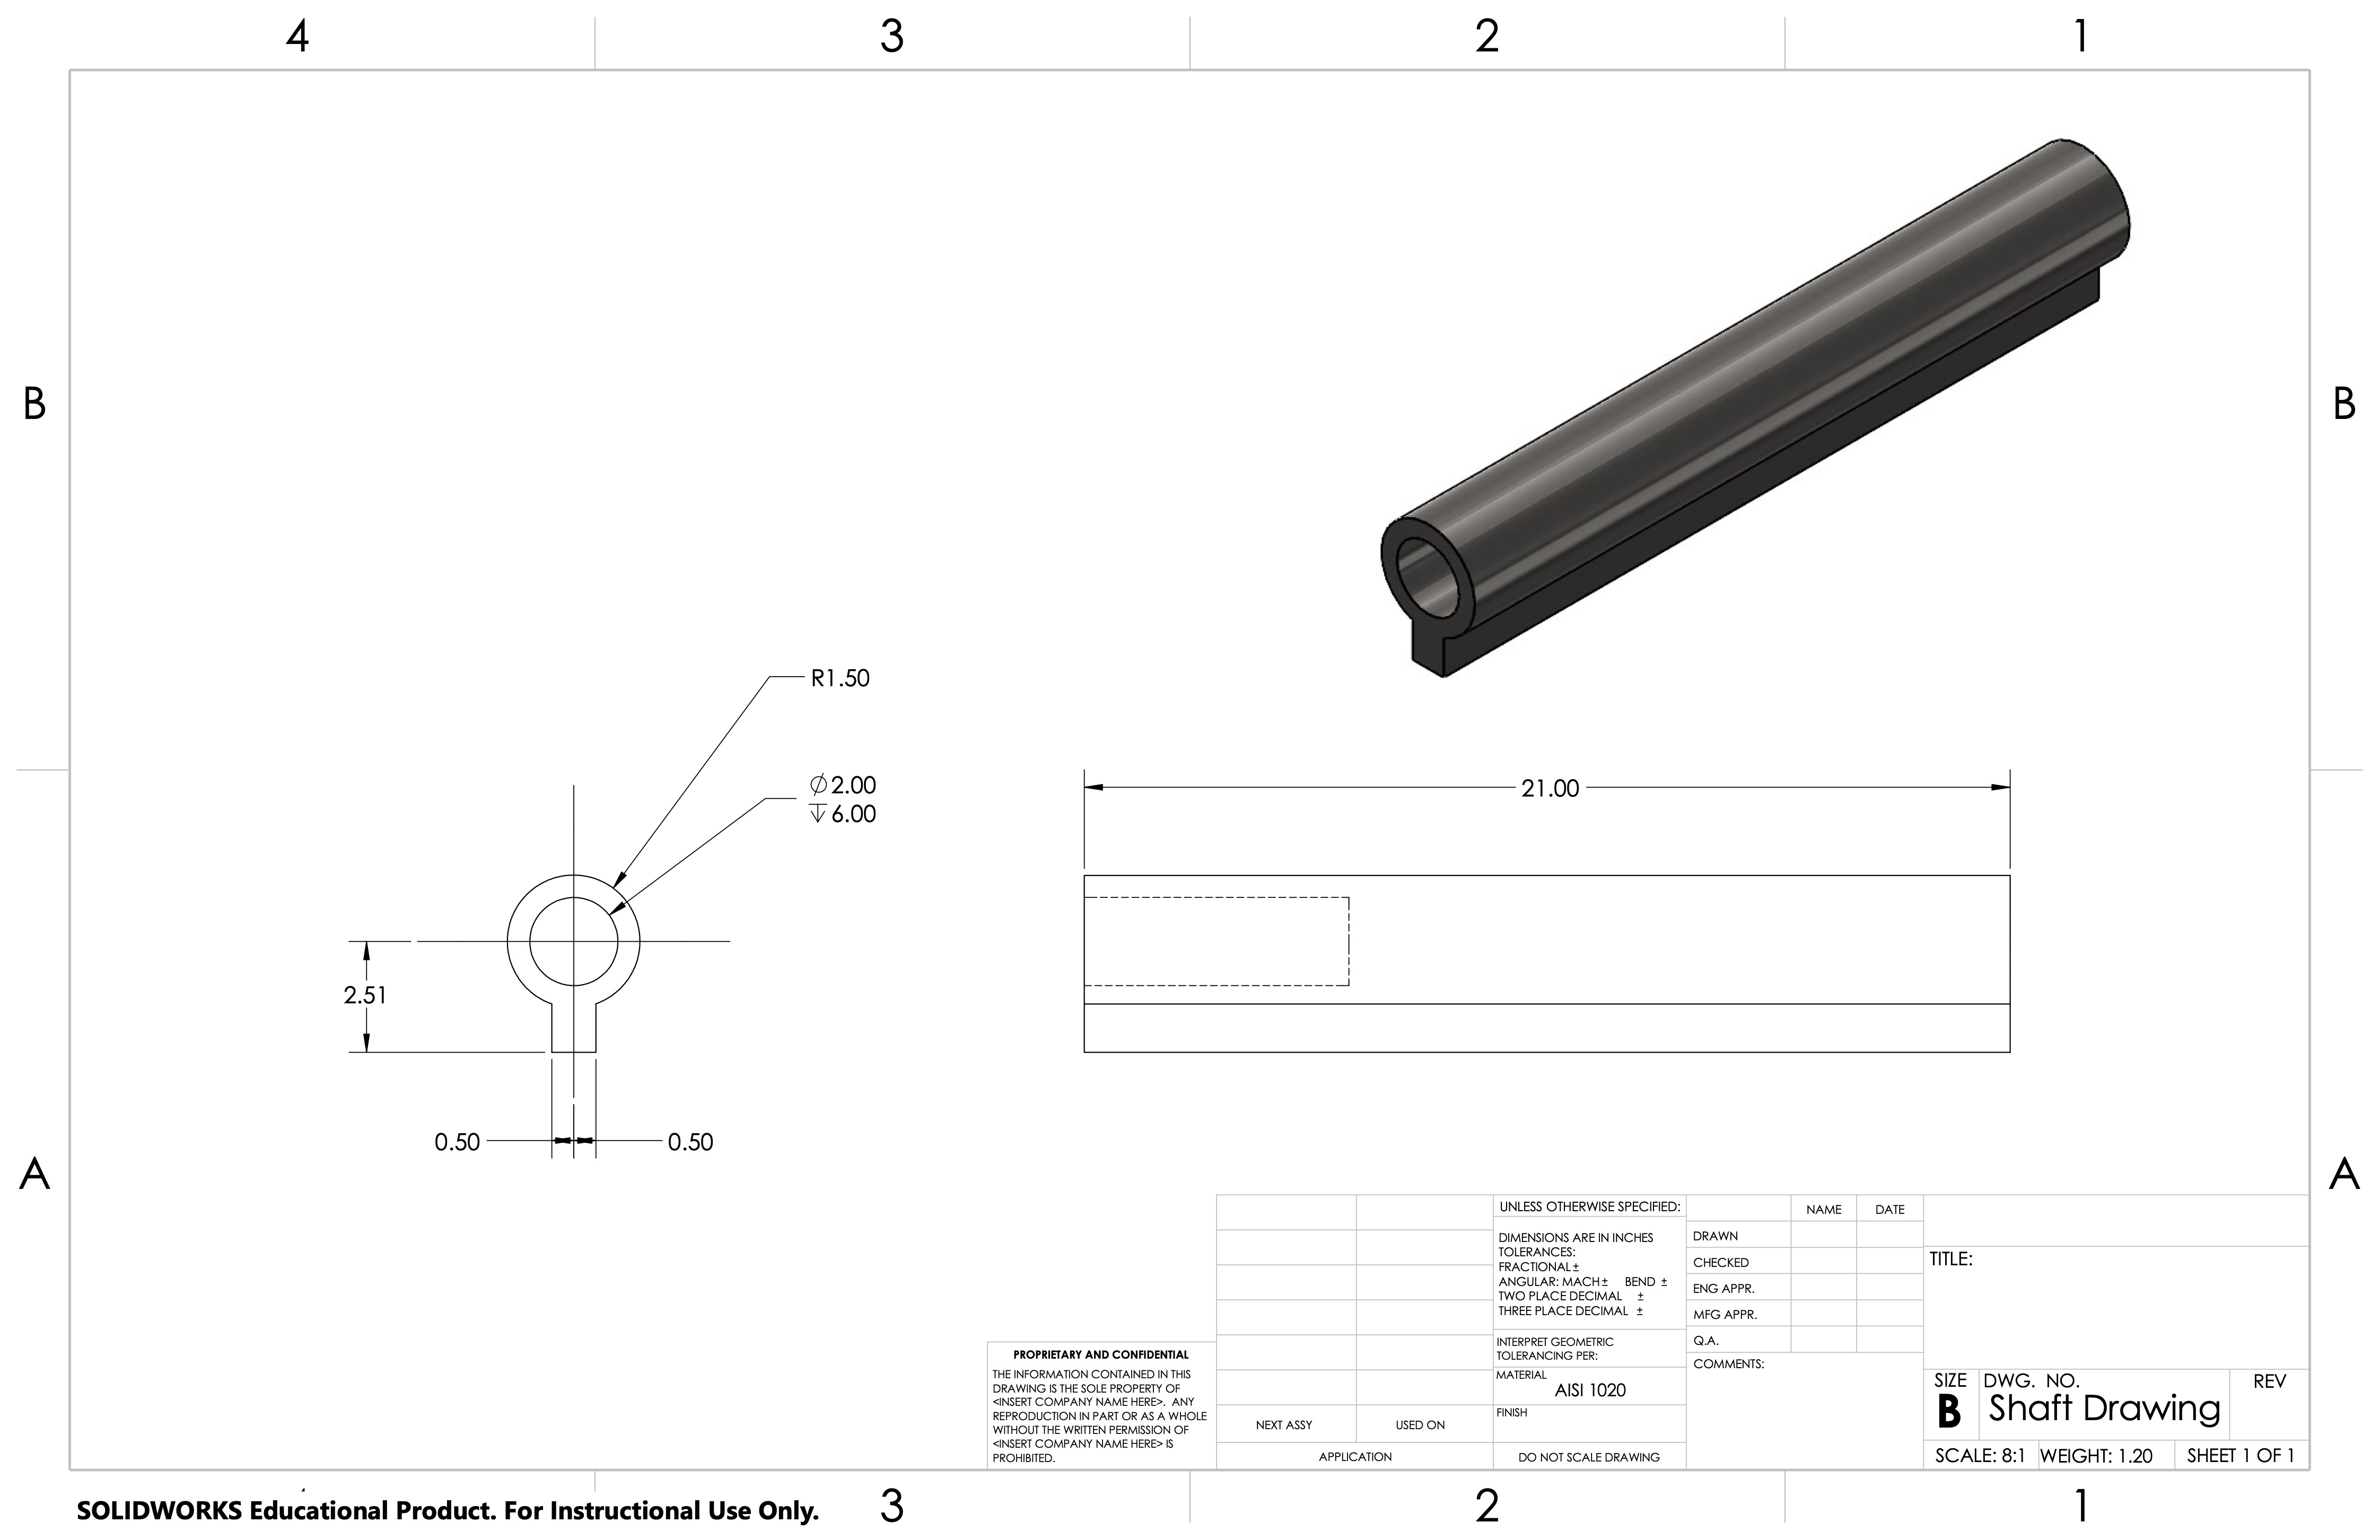 4 3 2 1
B B
R1.50
⌀2.00
↧6.00
21.00
2.51
0.50 0.50
A A
UNLESS OTHERWISE SPECIFIED:
DIMENSIONS ARE IN INCHES
TOLERANCES:
FRACTIONAL±
ANGULAR: MACH± BEND ±
TWO PLACE DECIMAL ±
THREE PLACE DECIMAL ±
INTERPRET GEOMETRIC
TOLERANCING PER:
MATERIAL
AISI 1020
FINISH
DO NOT SCALE DRAWING
NAME DATE
DRAWN
CHECKED
ENG APPR.
MFG APPR.
Q.A.
COMMENTS:
TITLE:
SIZE DWG. NO. REV
B Shaft Drawing
SCALE: 8:1 WEIGHT: 1.20 SHEET 1 OF 1
PROPRIETARY AND CONFIDENTIAL
THE INFORMATION CONTAINED IN THIS
DRAWING IS THE SOLE PROPERTY OF
<INSERT COMPANY NAME HERE>. ANY
REPRODUCTION IN PART OR AS A WHOLE
WITHOUT THE WRITTEN PERMISSION OF
<INSERT COMPANY NAME HERE> IS
PROHIBITED.
NEXT ASSY USED ON
APPLICATION
SOLIDWORKS Educational Product. For Instructional Use Only.
3 2 1